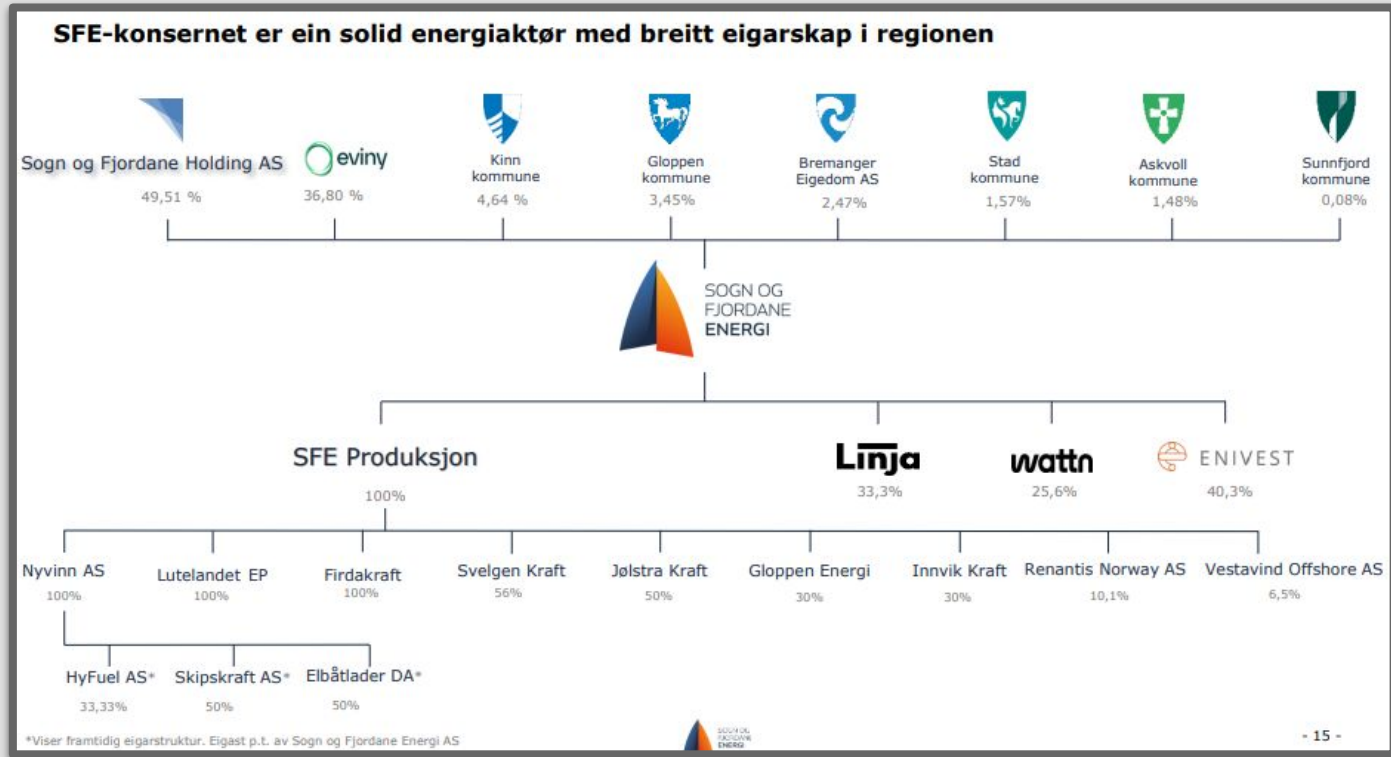 SFE-konsernet er ein solid energiaktør med breitt eigarskap i regionen
Sogn og Fjordane Holding AS
49,51 %
eviny
36,80 %
Kinn
kommune
4,64 %
Gloppen
kommune
3,45%
Bremanger
Eigedom AS
2,47%
Stad
kommune
1,57%
Askvoll
kommune
1,48%
Sunnfjord
kommune
0,08%
SOGN OG
FJORDANE
ENERGI
SFE Produksjon
100%
Linja
33,3%
wattn
25,6%
ENIVEST
40,3%
Nyvinn AS
100%
Lutelandet EP
100%
Firdakraft
100%
Svelgen Kraft
56%
Jølstra Kraft
50%
Gloppen Energi
30%
Innvik Kraft
30%
Renantis Norway AS
10,1%
Vestavind Offshore AS
6,5%
HyFuel AS*
33,33%
Skipskraft AS*
50%
Elbåtlader DA*
50%
*Viser framtidig eigarstruktur. Eigast p.t. av Sogn og Fjordane Energi AS
SOGN OG
FJORDANE
ENERGI
- 15 -